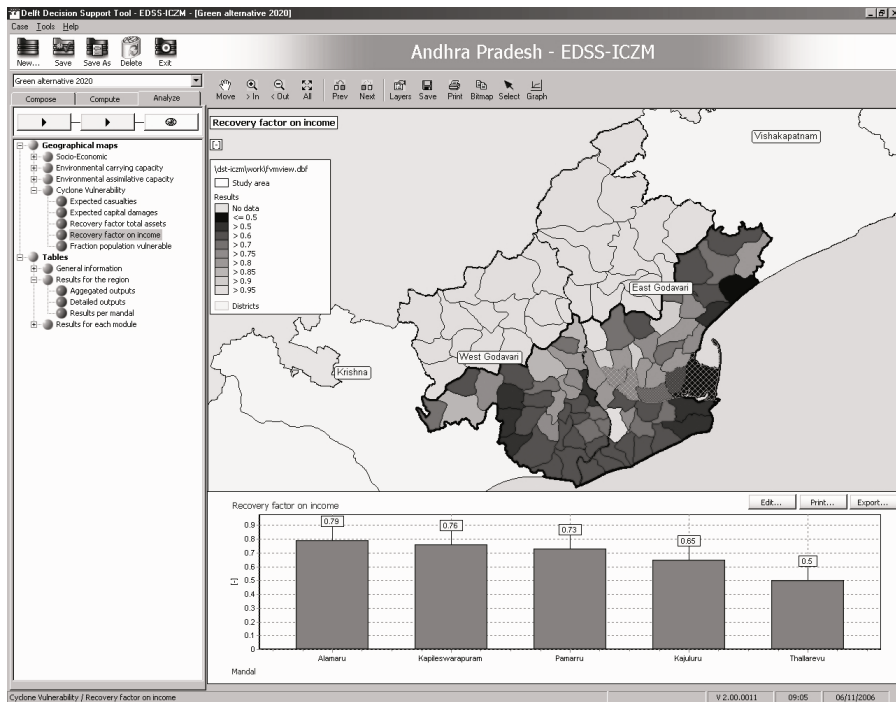 Delft Decision Support Tool - EDSS-ICZM - [Green alternative 2020]
Case Tools Help
New... Save Save As Delete Exit
Andhra Pradesh - EDSS-ICZM
Green alternative 2020
Compose Compute Analyze
Move > In < Out All Prev Next Layers Save Print Bitmap Select Graph
Geographical maps
Socio-Economic
Environmental carrying capacity
Environmental assimilative capacity
Cyclone Vulnerability
Expected casualties
Expected capital damages
Recovery factor total assets
Recovery factor on income
Fraction population vulnerable
Tables
General information
Results for the region
Aggegated outputs
Detailed outputs
Results per mandal
Results for each module
Recovery factor on income
[-]
\dst-iczm\work\fvmview.dbf
Study area
Results
No data
<= 0.5
> 0.5
> 0.6
> 0.7
> 0.75
> 0.8
> 0.85
> 0.9
> 0.95
Districts
Vishakapatnam
East Godavari
West Godavari
Krishna
Recovery factor on income
Edit... Print... Export...
0.9
0.8
0.7
0.6
0.5
0.4
0.3
0.2
0.1
0
[-]
0.79 0.76 0.73 0.65 0.5
Alamaru Kapileswarapuram Pamarru Kajuluru Thallarevu
Mandal
Cyclone Vulnerability / Recovery factor on income
V 2.00.0011 09:05 06/11/2006